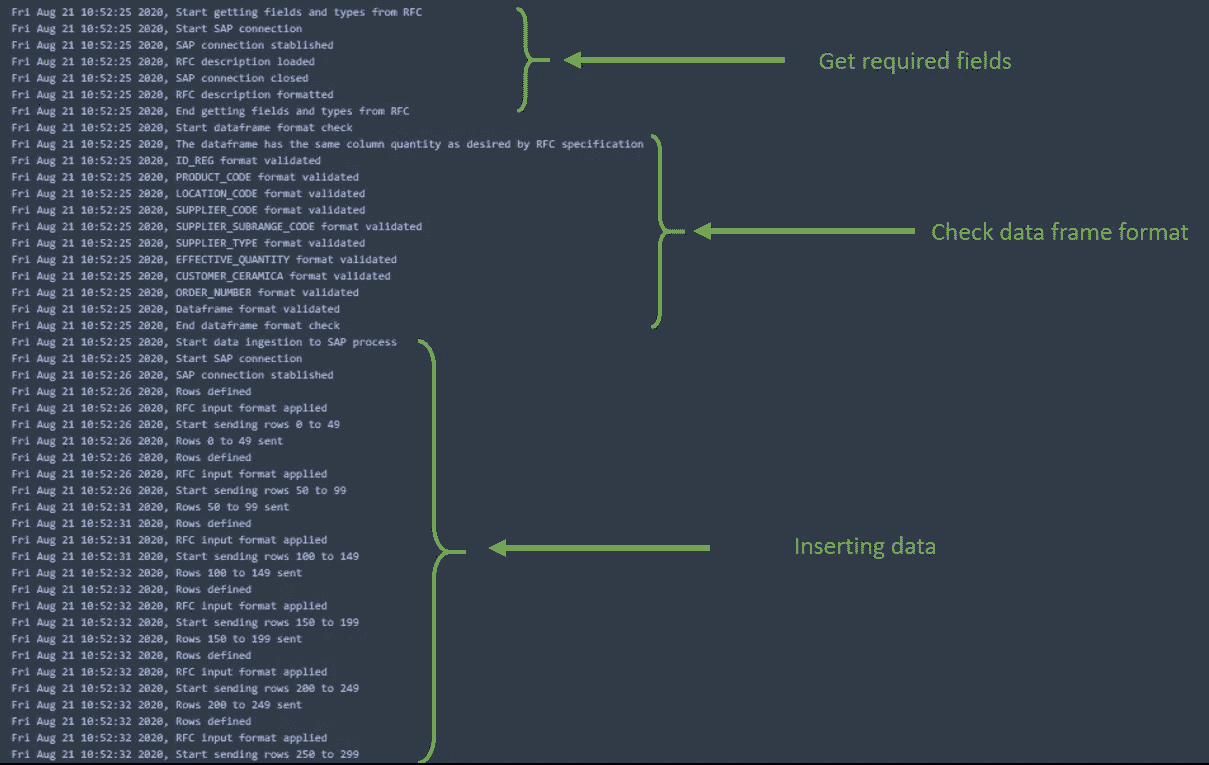 Fri Aug 21 10:52:25 2020, Start getting fields and types from RFC
Fri Aug 21 10:52:25 2020, Start SAP connection
Fri Aug 21 10:52:25 2020, SAP connection stablished
Fri Aug 21 10:52:25 2020, RFC description loaded
Fri Aug 21 10:52:25 2020, SAP connection closed
Fri Aug 21 10:52:25 2020, RFC description formatted
Fri Aug 21 10:52:25 2020, End getting fields and types from RFC
Get required fields
Fri Aug 21 10:52:25 2020, Start dataframe format check
Fri Aug 21 10:52:25 2020, The dataframe has the same column quantity as desired by RFC specification
Fri Aug 21 10:52:25 2020, ID_REG format validated
Fri Aug 21 10:52:25 2020, PRODUCT_CODE format validated
Fri Aug 21 10:52:25 2020, LOCATION_CODE format validated
Fri Aug 21 10:52:25 2020, SUPPLIER_CODE format validated
Fri Aug 21 10:52:25 2020, SUPPLIER_SUBRANGE_CODE format validated
Fri Aug 21 10:52:25 2020, SUPPLIER_TYPE format validated
Fri Aug 21 10:52:25 2020, EFFECTIVE_QUANTITY format validated
Fri Aug 21 10:52:25 2020, CUSTOMER_CERAMICA format validated
Fri Aug 21 10:52:25 2020, ORDER_NUMBER format validated
Fri Aug 21 10:52:25 2020, Dataframe format validated
Fri Aug 21 10:52:25 2020, End dataframe format check
Check data frame format
Fri Aug 21 10:52:25 2020, Start data ingestion to SAP process
Fri Aug 21 10:52:25 2020, Start SAP connection
Fri Aug 21 10:52:26 2020, SAP connection stablished
Fri Aug 21 10:52:26 2020, Rows defined
Fri Aug 21 10:52:26 2020, RFC input format applied
Fri Aug 21 10:52:26 2020, Start sending rows 0 to 49
Fri Aug 21 10:52:26 2020, Rows 0 to 49 sent
Fri Aug 21 10:52:26 2020, Rows defined
Fri Aug 21 10:52:26 2020, RFC input format applied
Fri Aug 21 10:52:26 2020, Start sending rows 50 to 99
Fri Aug 21 10:52:31 2020, Rows 50 to 99 sent
Fri Aug 21 10:52:31 2020, Rows defined
Fri Aug 21 10:52:31 2020, RFC input format applied
Fri Aug 21 10:52:31 2020, Start sending rows 100 to 149
Fri Aug 21 10:52:32 2020, Rows 100 to 149 sent
Fri Aug 21 10:52:32 2020, Rows defined
Fri Aug 21 10:52:32 2020, RFC input format applied
Fri Aug 21 10:52:32 2020, Start sending rows 150 to 199
Fri Aug 21 10:52:32 2020, Rows 150 to 199 sent
Fri Aug 21 10:52:32 2020, Rows defined
Fri Aug 21 10:52:32 2020, RFC input format applied
Fri Aug 21 10:52:32 2020, Start sending rows 200 to 249
Fri Aug 21 10:52:32 2020, Rows 200 to 249 sent
Fri Aug 21 10:52:32 2020, Rows defined
Fri Aug 21 10:52:32 2020, RFC input format applied
Fri Aug 21 10:52:32 2020, Start sending rows 250 to 299
Inserting data